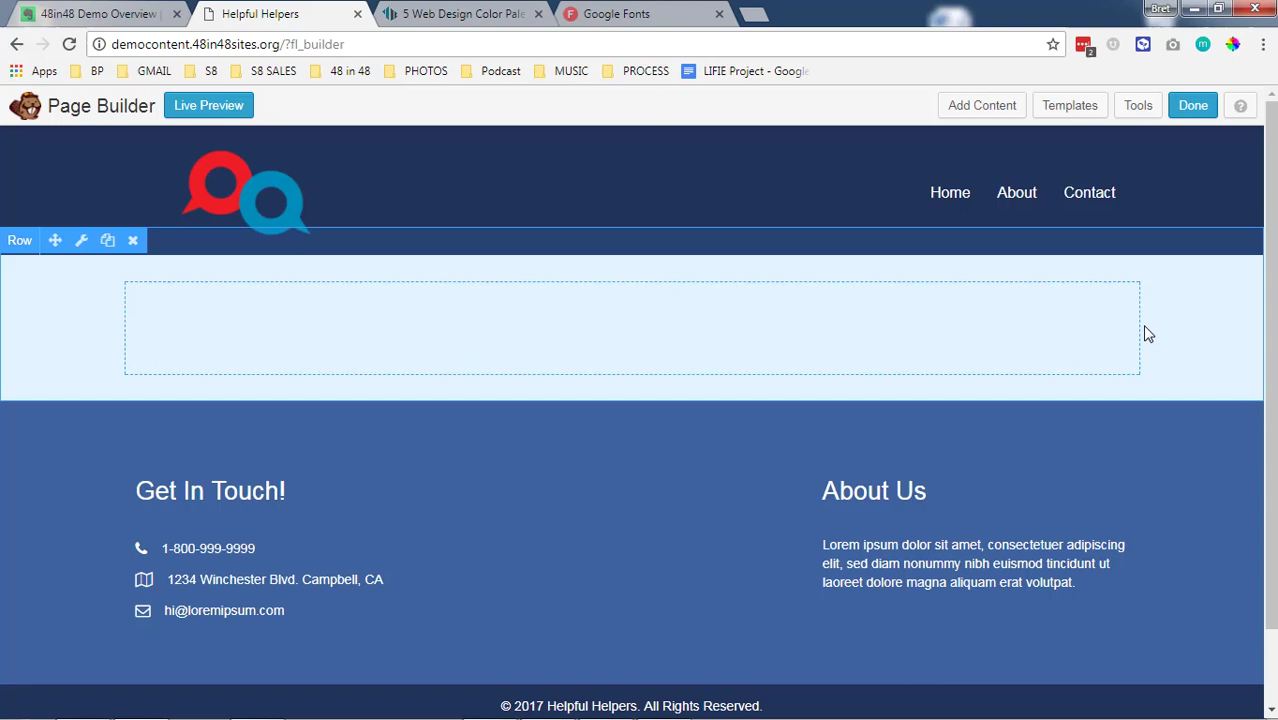 48in48 Demo Overview
Helpful Helpers
5 Web Design Color Pale
Google Fonts
Bret
democontent.48in48sites.org/?fl_builder
2
Apps
BP
GMAIL
S8
S8 SALES
48 in 48
PHOTOS
Podcast
MUSIC
PROCESS
LIFIE Project - Google
Page Builder
Live Preview
Add Content
Templates
Tools
Done
?
Home
About
Contact
Row
Get In Touch!
1-800-999-9999
1234 Winchester Blvd. Campbell, CA
hi@loremipsum.com
About Us
Lorem ipsum dolor sit amet, consectetuer adipiscing
elit, sed diam nonummy nibh euismod tincidunt ut
laoreet dolore magna aliquam erat volutpat.
© 2017 Helpful Helpers. All Rights Reserved.